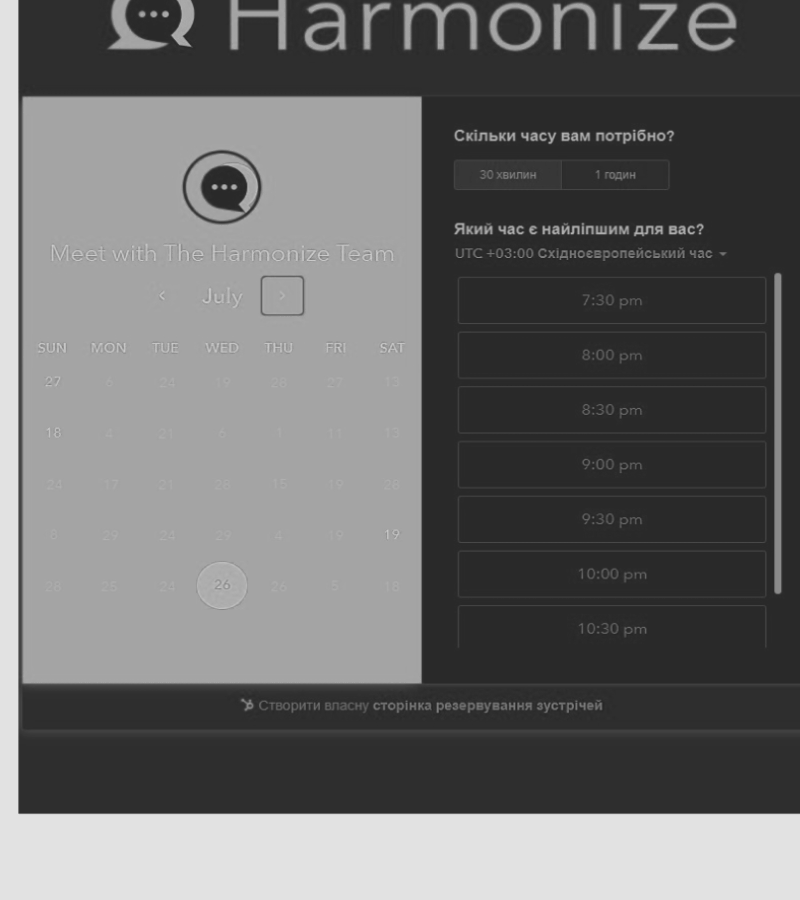 Harmonize
Meet with The Harmonize Team
July
SUN MON TUE WED THU FRI SAT
27 6 24 19 28 27 13
18 4 21 6 1 11 13
24 17 21 26 15 19 28
8 29 24 29 4 19 19
28 25 24 26 26 5 18
Скільки часу вам потрібно?
30 хвилин 1 годин
Який час є найліпшим для вас?
UTC +03:00 Східноєвропейський час
7:30 pm
8:00 pm
8:30 pm
9:00 pm
9:30 pm
10:00 pm
10:30 pm
Створити власну сторінка резервування зустрічей